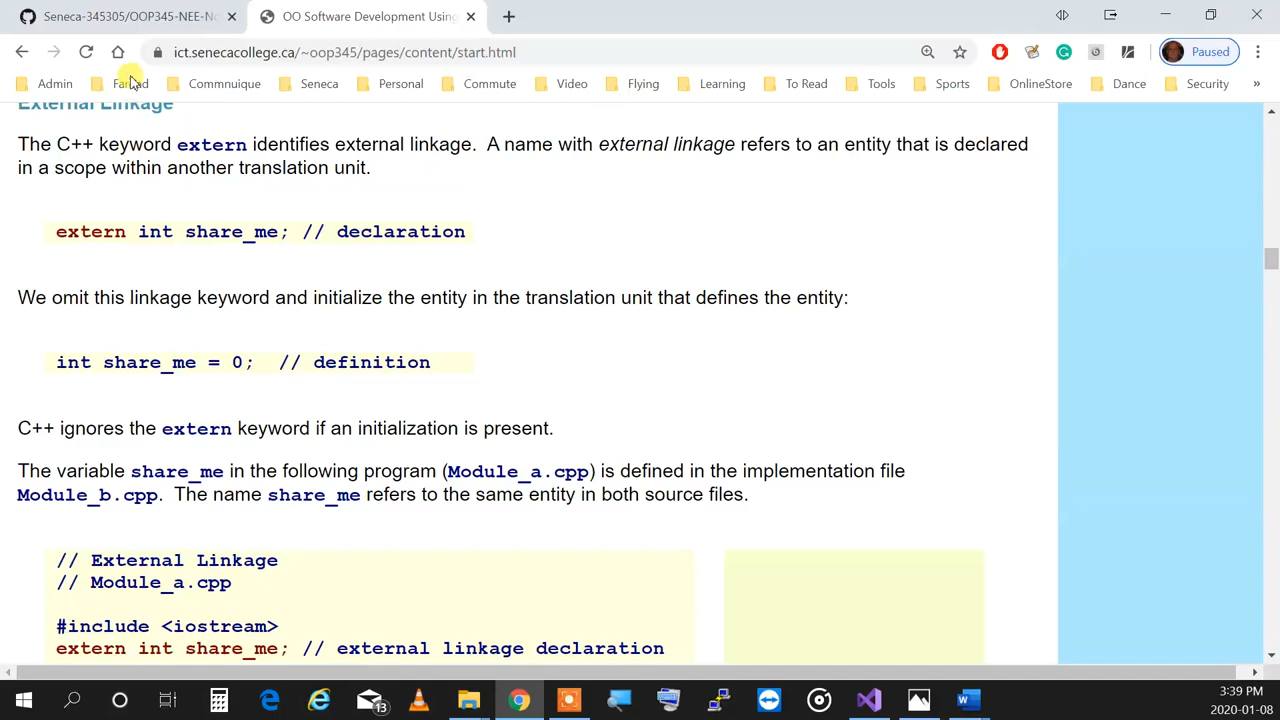 Seneca-345305/OOP345-NEE-No
OO Software Development Using
ict.senecacollege.ca/~oop345/pages/content/start.html
Paused
Admin
Commnuique
Seneca
Personal
Commute
Video
Flying
Learning
To Read
Tools
Sports
OnlineStore
Dance
Security
»
External Linkage
The C++ keyword extern identifies external linkage. A name with external linkage refers to an entity that is declared
in a scope within another translation unit.
extern int share_me; // declaration
We omit this linkage keyword and initialize the entity in the translation unit that defines the entity:
int share_me = 0; // definition
C++ ignores the extern keyword if an initialization is present.
The variable share_me in the following program (Module_a.cpp) is defined in the implementation file
Module_b.cpp. The name share_me refers to the same entity in both source files.
// External Linkage
// Module_a.cpp
#include <iostream>
extern int share_me; // external linkage declaration
13
3:39 PM
2020-01-08